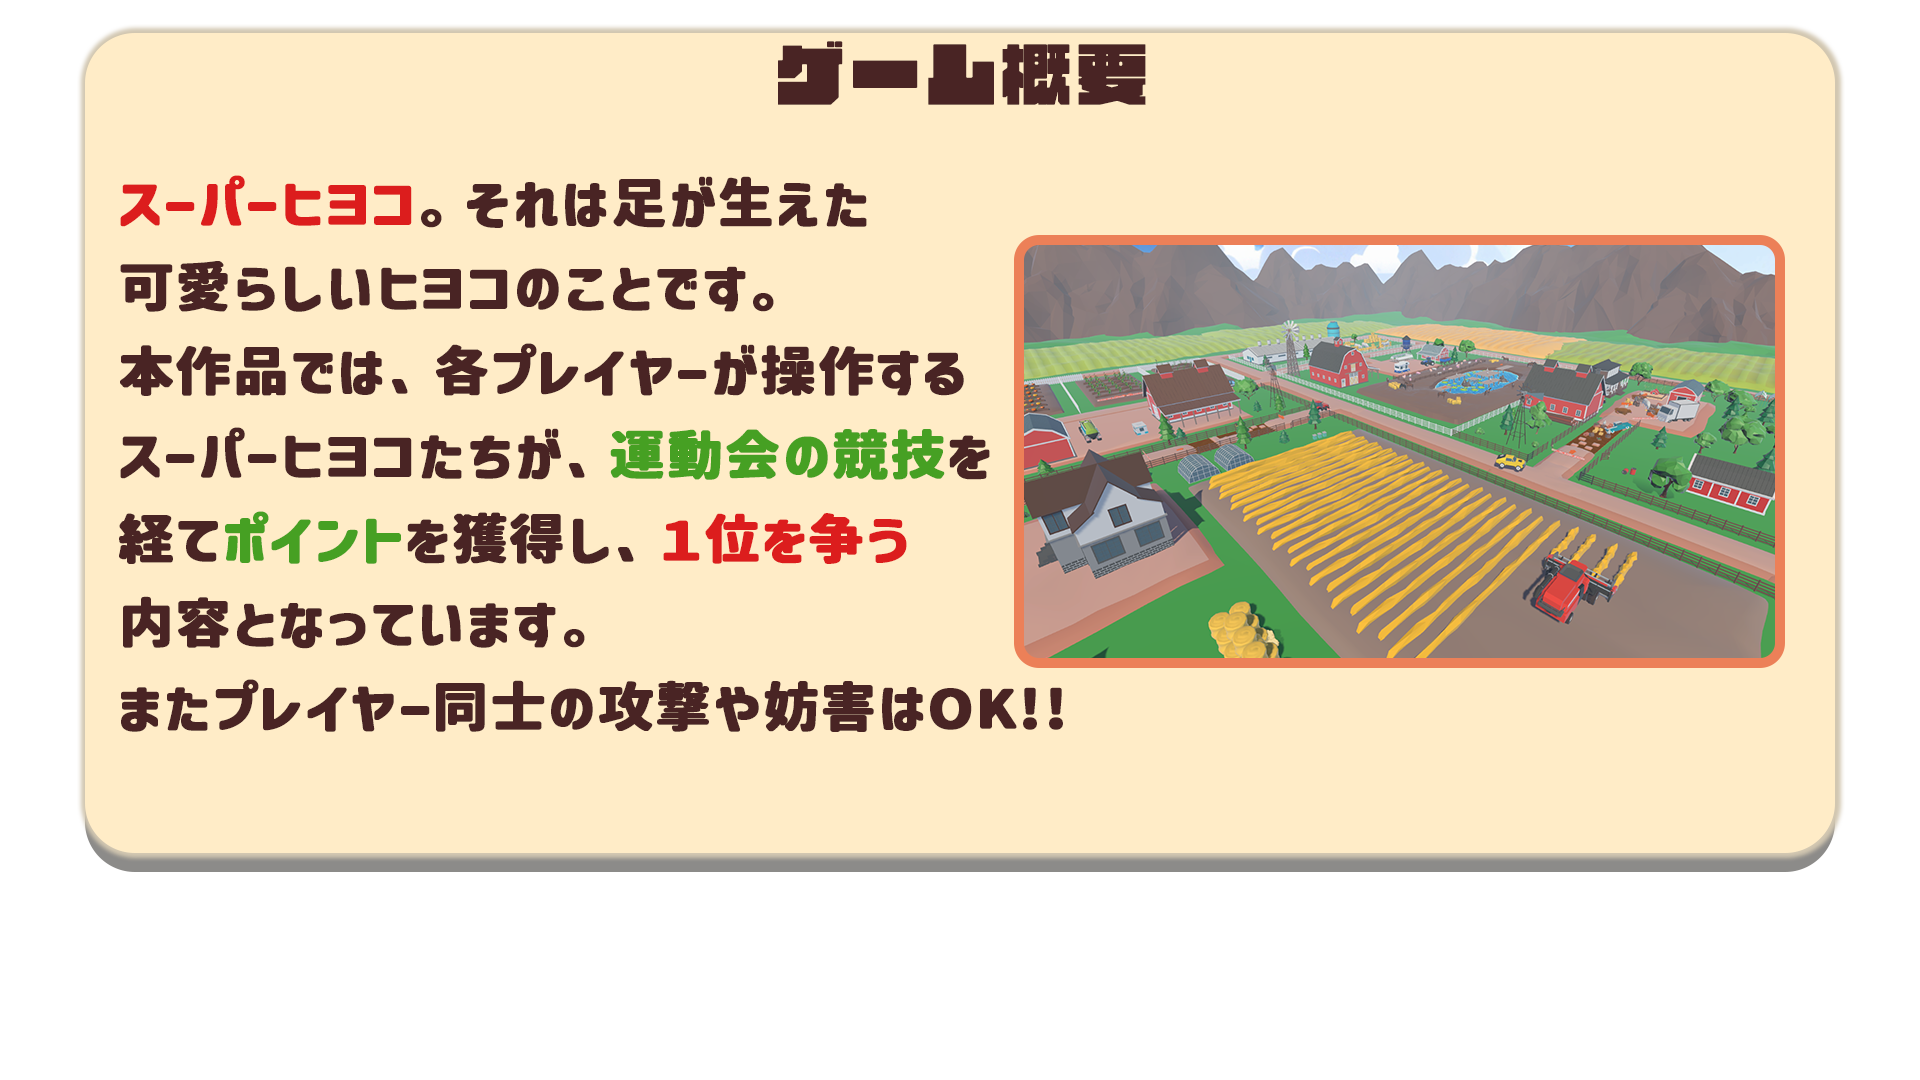 ゲーム概要
スーパーヒヨコ。それは足が生えた
可愛らしいヒヨコのことです。
本作品では、各プレイヤーが操作する
スーパーヒヨコたちが、運動会の競技を
経てポイントを獲得し、１位を争う
内容となっています。
またプレイヤー同士の攻撃や妨害はOK!!